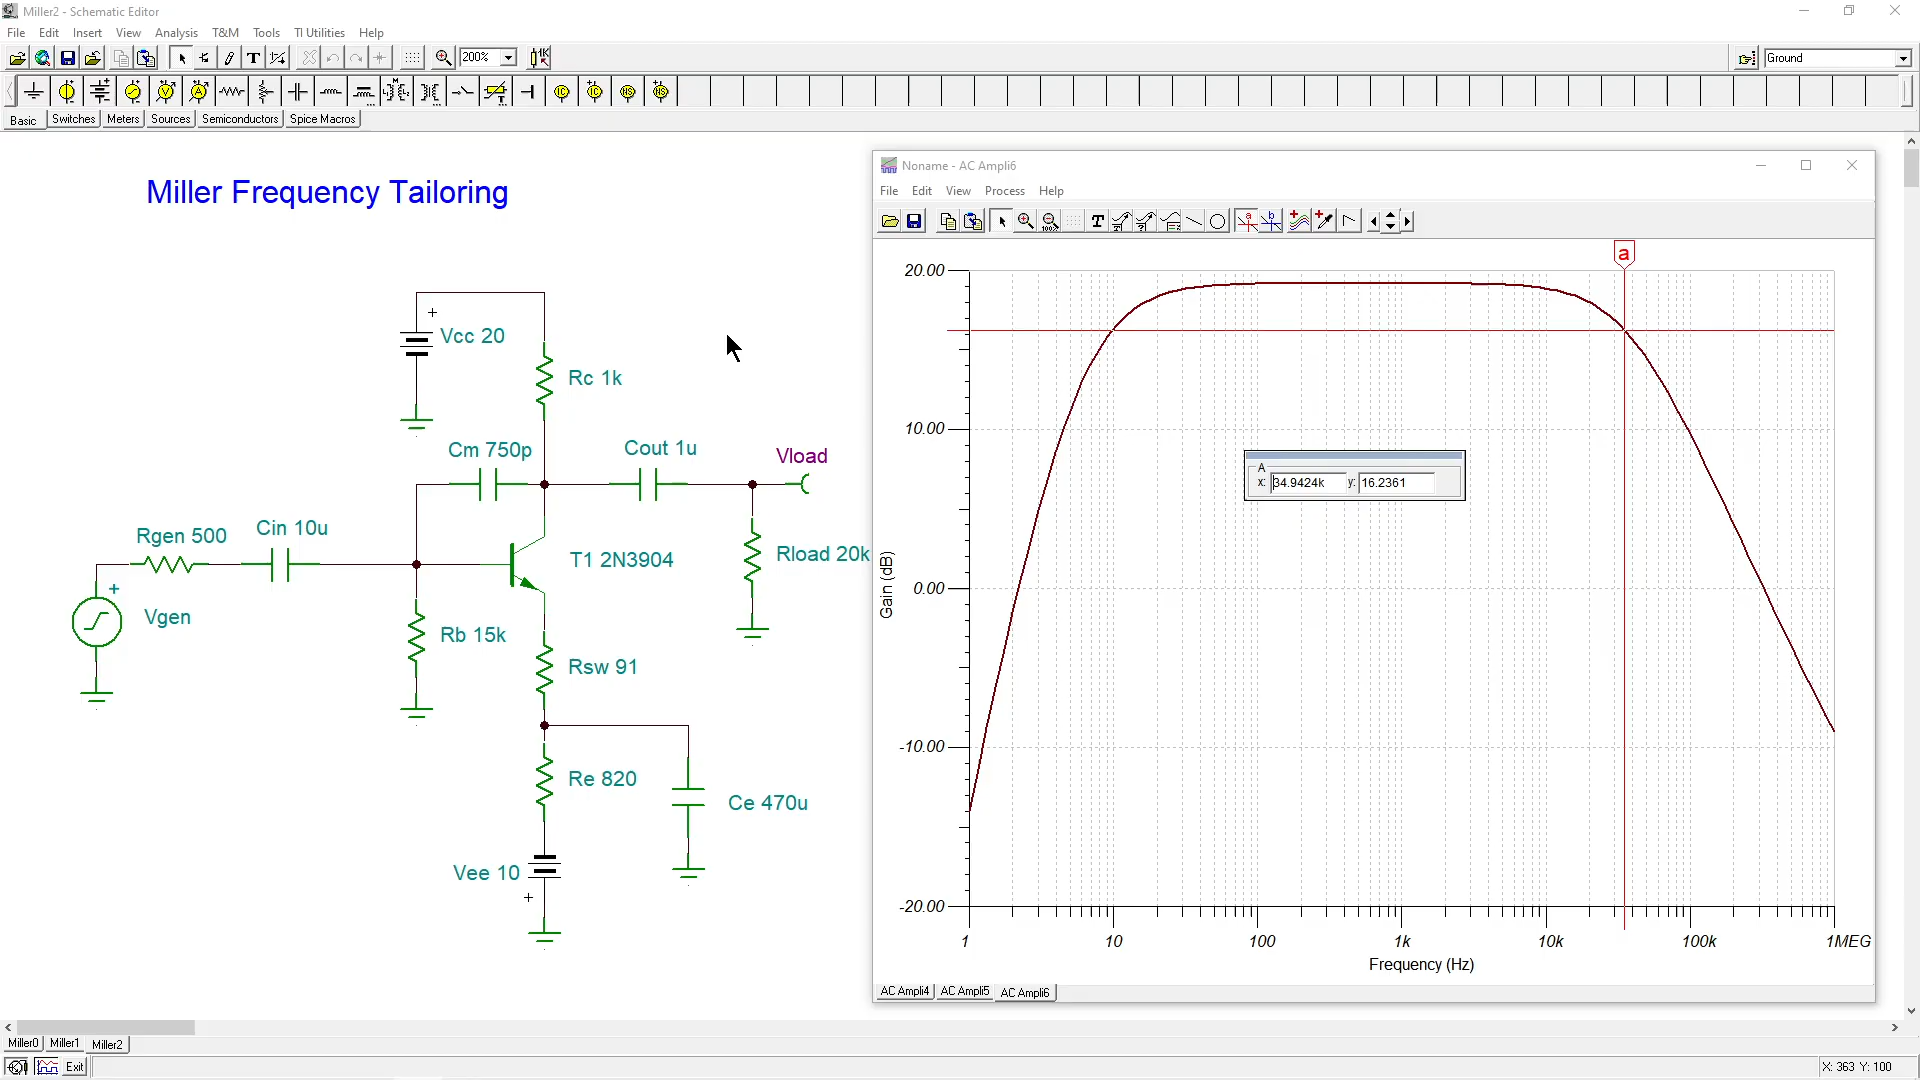 Miller2 - Schematic Editor
File Edit Insert View Analysis T&M Tools TI Utilities Help
200%
Ground
Basic Switches Meters Sources Semiconductors Spice Macros
Miller Frequency Tailoring
Vcc 20
Rc 1k
Cm 750p
Cout 1u
Vload
Rgen 500
Cin 10u
T1 2N3904
Rload 20k
Vgen
Rb 15k
Rsw 91
Re 820
Ce 470u
Vee 10
Noname - AC Ampli6
File Edit View Process Help
a
20.00
10.00
0.00
-10.00
-20.00
Gain (dB)
A
x: 34.9424k y: 16.2361
1 10 100 1k 10k 100k 1MEG
Frequency (Hz)
AC Ampli4 AC Ampli5 AC Ampli6
Miller0 Miller1 Miller2
Exit
X: 363 Y: 100